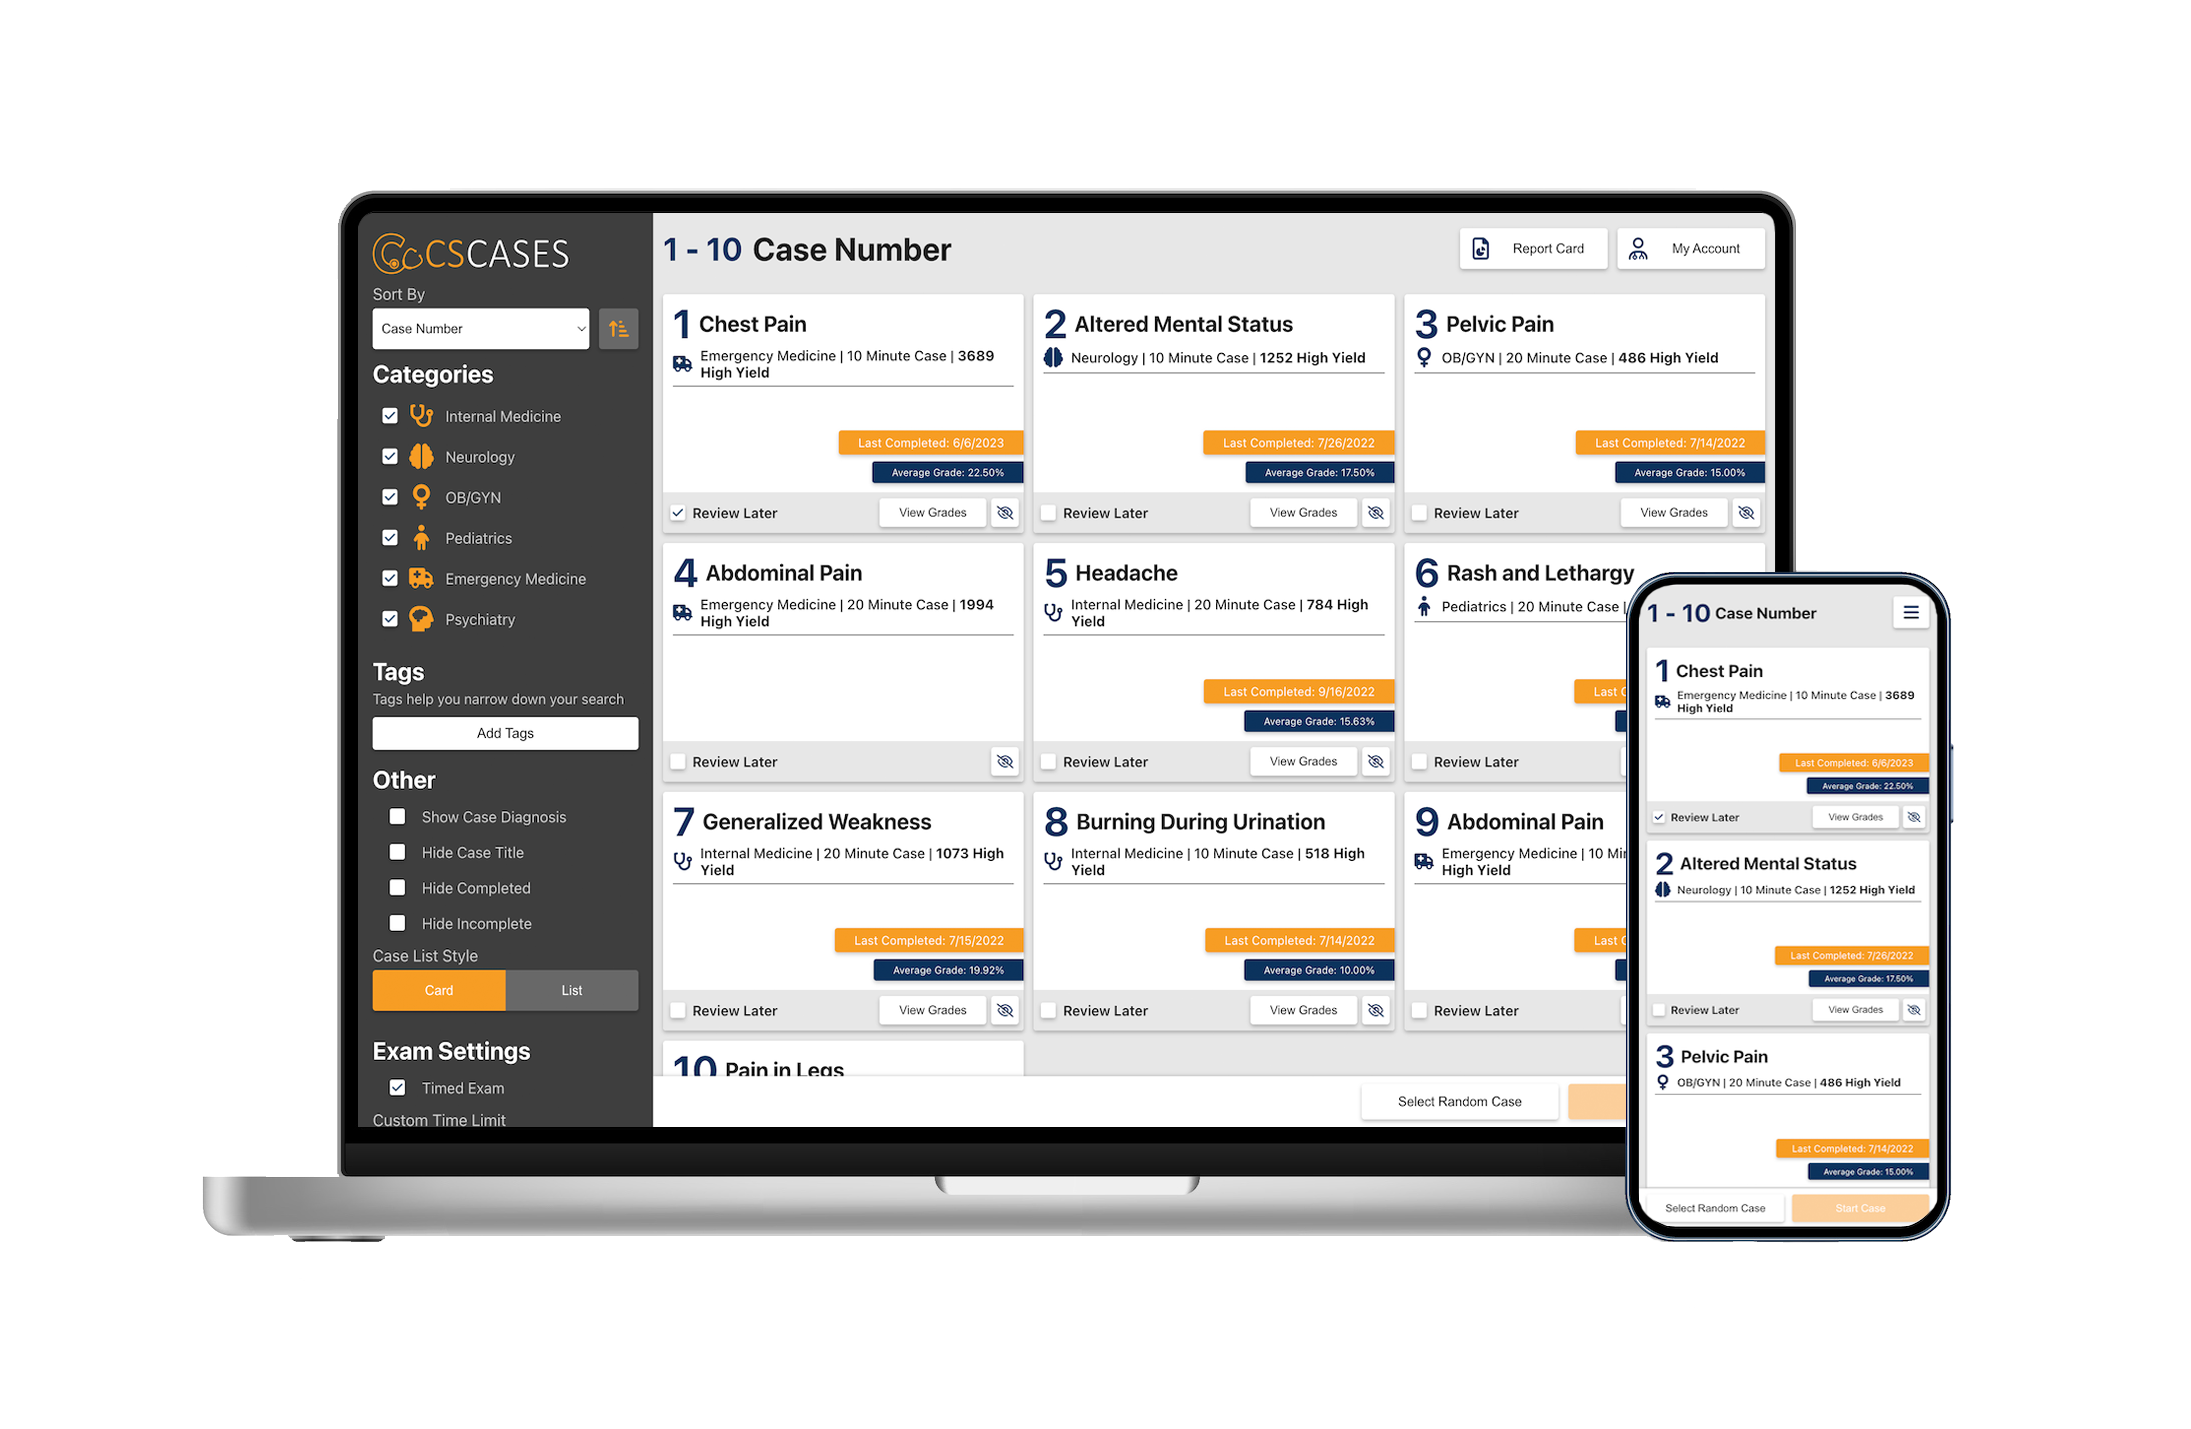 CSCASES
Sort By
Case Number
Categories
Internal Medicine
Neurology
OB/GYN
Pediatrics
Emergency Medicine
Psychiatry
Tags
Tags help you narrow down your search
Add Tags
Other
Show Case Diagnosis
Hide Case Title
Hide Completed
Hide Incomplete
Case List Style
Card
List
Exam Settings
Timed Exam
Custom Time Limit
1 - 10 Case Number
Report Card
My Account
1 Chest Pain
Emergency Medicine | 10 Minute Case | 3689
High Yield
Last Completed: 6/6/2023
Average Grade: 22.50%
Review Later
View Grades
2 Altered Mental Status
Neurology | 10 Minute Case | 1252 High Yield
Last Completed: 7/26/2022
Average Grade: 17.50%
Review Later
View Grades
3 Pelvic Pain
OB/GYN | 20 Minute Case | 486 High Yield
Last Completed: 7/14/2022
Average Grade: 15.00%
Review Later
View Grades
4 Abdominal Pain
Emergency Medicine | 20 Minute Case | 1994
High Yield
Review Later
5 Headache
Internal Medicine | 20 Minute Case | 784 High
Yield
Last Completed: 9/16/2022
Average Grade: 15.63%
Review Later
View Grades
6 Rash and Lethargy
Pediatrics | 20 Minute Case |
Last
Review Later
7 Generalized Weakness
Internal Medicine | 20 Minute Case | 1073 High
Yield
Last Completed: 7/15/2022
Average Grade: 19.92%
Review Later
View Grades
8 Burning During Urination
Internal Medicine | 10 Minute Case | 518 High
Yield
Last Completed: 7/14/2022
Average Grade: 10.00%
Review Later
View Grades
9 Abdominal Pain
Emergency Medicine | 10
High Yield
Last
Review Later
10 Pain in Legs
Select Random Case
1 - 10 Case Number
1 Chest Pain
Emergency Medicine | 10 Minute Case | 3689
High Yield
Last Completed: 6/6/2023
Average Grade: 22.50%
Review Later
View Grades
2 Altered Mental Status
Neurology | 10 Minute Case | 1252 High Yield
Last Completed: 7/26/2022
Average Grade: 17.50%
Review Later
View Grades
3 Pelvic Pain
OB/GYN | 20 Minute Case | 486 High Yield
Last Completed: 7/14/2022
Average Grade: 15.00%
Select Random Case
Start Case